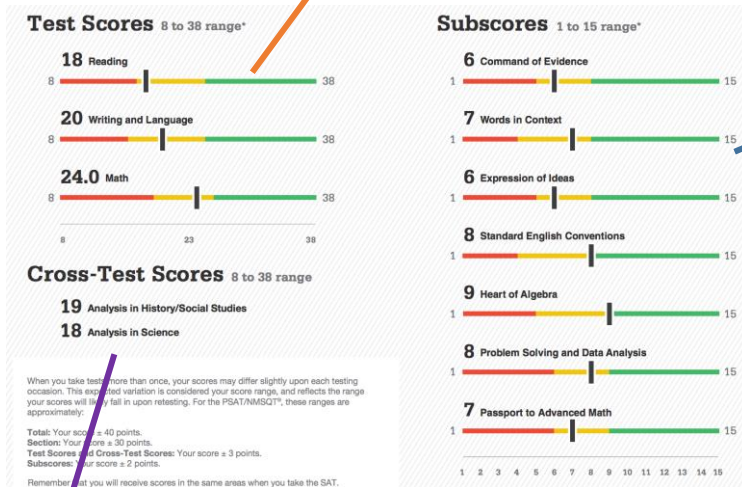 Test Scores 8 to 38 range*
18 Reading
8 38
20 Writing and Language
8 38
24.0 Math
8 38
8 23 38
Cross-Test Scores 8 to 38 range
19 Analysis in History/Social Studies
18 Analysis in Science
When you take tests more than once, your scores may differ slightly upon each testing
occasion. This expected variation is considered your score range, and reflects the range
your scores will likely fall in upon retesting. For the PSAT/NMSQT®, these ranges are
approximately:
Total: Your score ± 40 points.
Section: Your score ± 30 points.
Test Scores and Cross-Test Scores: Your score ± 3 points.
Subscores: Your score ± 2 points.
Remember that you will receive scores in the same areas when you take the SAT.
Subscores 1 to 15 range*
6 Command of Evidence
1 15
7 Words in Context
1 15
6 Expression of Ideas
1 15
8 Standard English Conventions
1 15
9 Heart of Algebra
1 15
8 Problem Solving and Data Analysis
1 15
7 Passport to Advanced Math
1 15
1 2 3 4 5 6 7 8 9 10 11 12 13 14 15